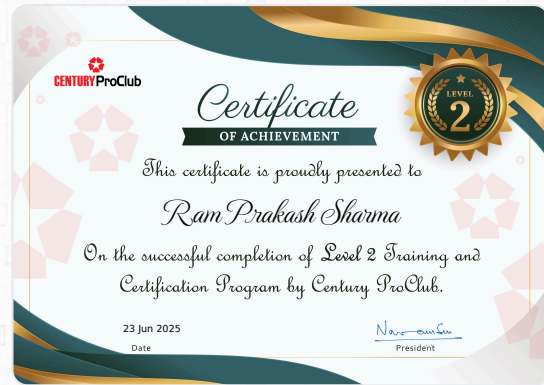 CENTURY ProClub
Certificate
OF ACHIEVEMENT
LEVEL
2
This certificate is proudly presented to
Ram Prakash Sharma
On the successful completion of Level 2 Training and
Certification Program by Century ProClub.
23 Jun 2025
Date
President